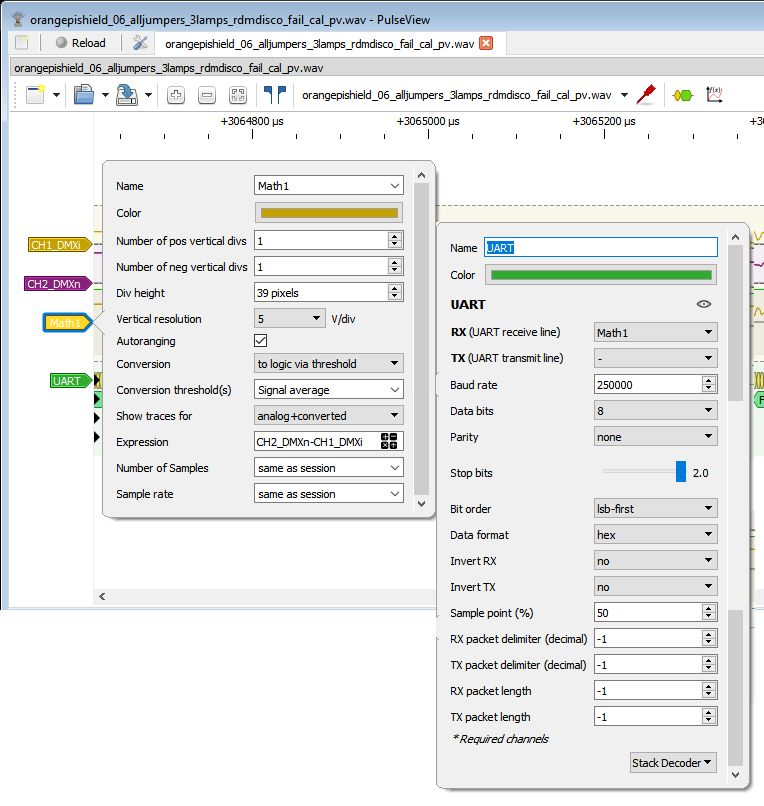 orangepishield_06_alljumpers_3lamps_rdmdisco_fail_cal_pv.wav - PulseView
Reload
orangepishield_06_alljumpers_3lamps_rdmdisco_fail_cal_pv.wav
orangepishield_06_alljumpers_3lamps_rdmdisco_fail_cal_pv.wav
orangepishield_06_alljumpers_3lamps_rdmdisco_fail_cal_pv.wav
+3064800 µs
+3065000 µs
+3065200 µs
+30
CH1_DMXi
CH2_DMXn
Math1
UART
Name
Math1
Color
Number of pos vertical divs
1
Number of neg vertical divs
1
Div height
39 pixels
Vertical resolution
5
V/div
Autoranging
Conversion
to logic via threshold
Conversion threshold(s)
Signal average
Show traces for
analog+converted
Expression
CH2_DMXn-CH1_DMXi
Number of Samples
same as session
Sample rate
same as session
Name
UART
Color
UART
RX (UART receive line)
Math1
TX (UART transmit line)
-
Baud rate
250000
Data bits
8
Parity
none
Stop bits
2.0
Bit order
lsb-first
Data format
hex
Invert RX
no
Invert TX
no
Sample point (%)
50
RX packet delimiter (decimal)
-1
TX packet delimiter (decimal)
-1
RX packet length
-1
TX packet length
-1
* Required channels
Stack Decoder
F